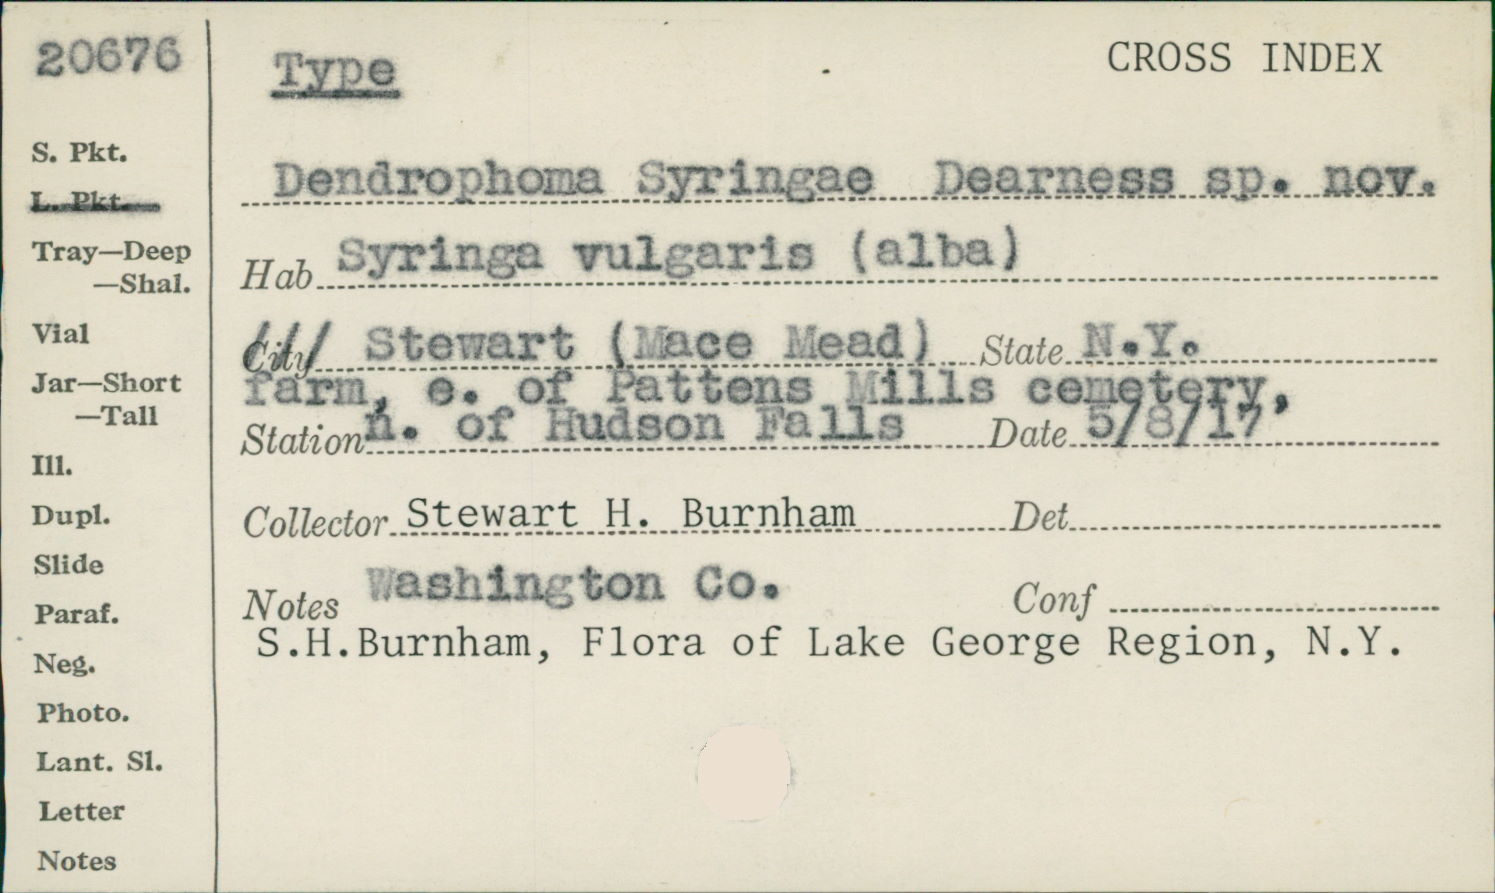 20676
Type
CROSS INDEX
S. Pkt.
L. Pkt.
Tray—Deep
—Shal.
Vial
Jar—Short
—Tall
Ill.
Dupl.
Slide
Paraf.
Neg.
Photo.
Lant. Sl.
Letter
Notes
Dendrophoma Syringae Dearness sp. nov.
Hab Syringa vulgaris (alba)
City Stewart (Mace Mead) State N.Y.
farm, e. of Pattens Mills cemetery,
Station n. of Hudson Falls Date 5/8/17
Collector Stewart H. Burnham Det
Notes Washington Co. Conf
S.H.Burnham, Flora of Lake George Region, N.Y.